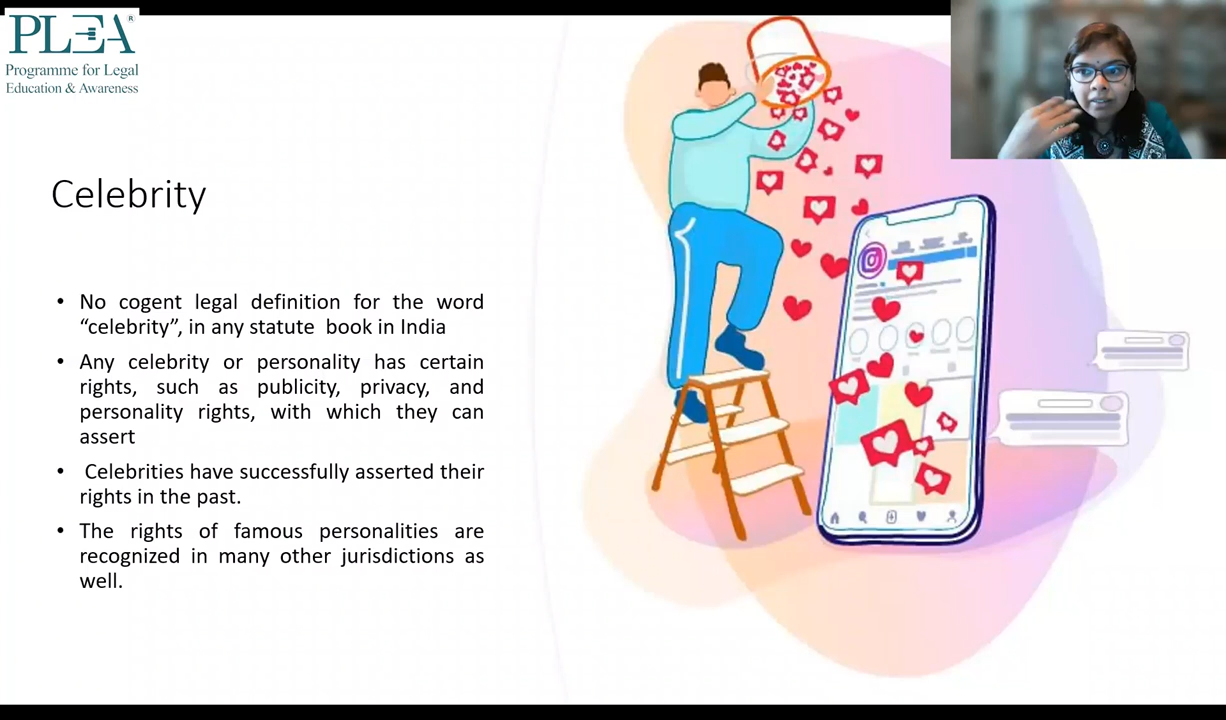 PLEA®
Programme for Legal
Education & Awareness
Celebrity
• No cogent legal definition for the word
“celebrity”, in any statute book in India
• Any celebrity or personality has certain
rights, such as publicity, privacy, and
personality rights, with which they can
assert
• Celebrities have successfully asserted their
rights in the past.
• The rights of famous personalities are
recognized in many other jurisdictions as
well.